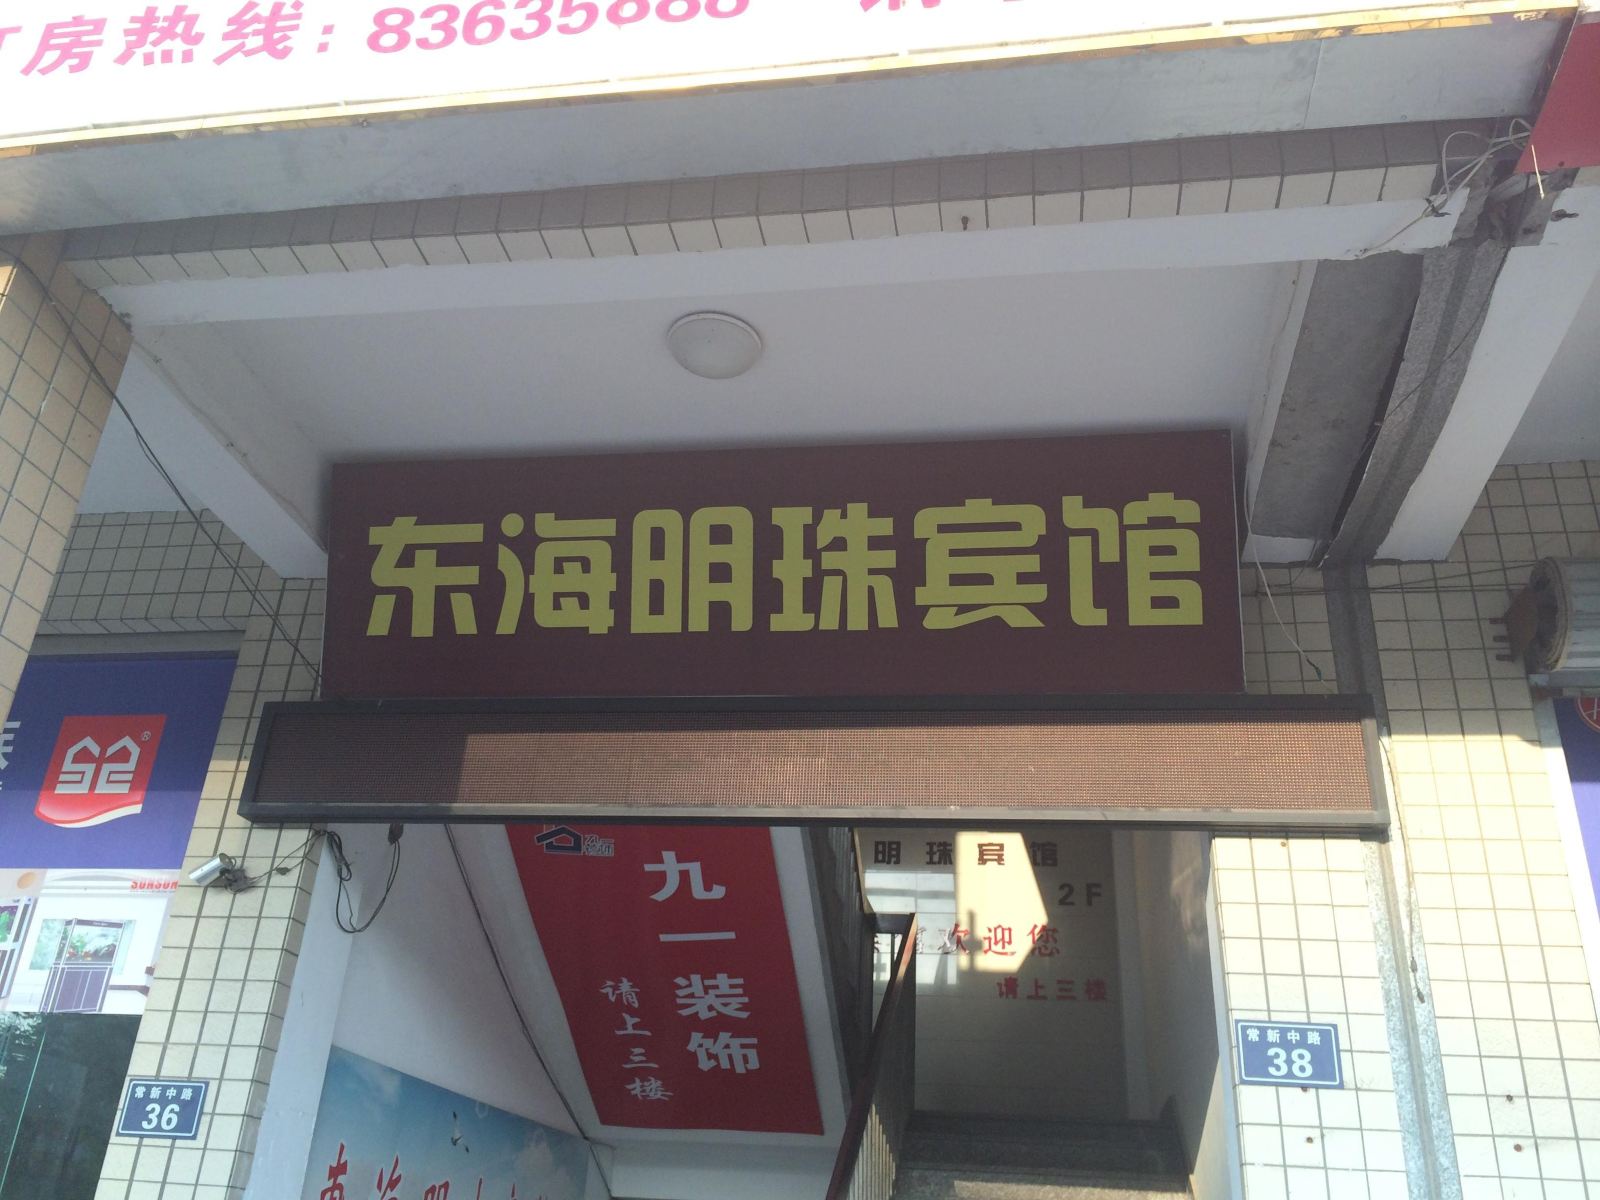 房热线：83635888
东海明珠宾馆
SUNSUN
九一装饰
请上三楼
明珠宾馆
2F
欢迎您
请上三楼
常新中路
38
常新中路
36